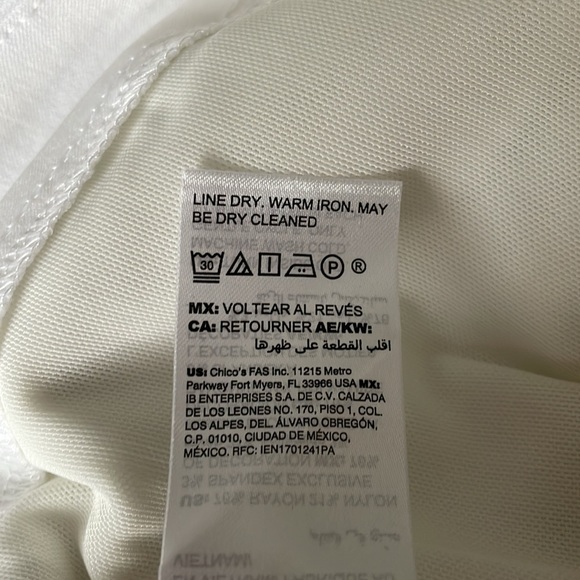 LINE DRY. WARM IRON. MAY
BE DRY CLEANED
30 P ®
MX: VOLTEAR AL REVÉS
CA: RETOURNER AE/KW:
اقلب القطعة على ظهرها
US: Chico's FAS Inc. 11215 Metro
Parkway Fort Myers, FL 33966 USA MX:
IB ENTERPRISES S.A. DE C.V. CALZADA
DE LOS LEONES NO. 170, PISO 1, COL.
LOS ALPES, DEL. ÁLVARO OBREGÓN,
C.P. 01010, CIUDAD DE MÉXICO,
MÉXICO. RFC: IEN1701241PA